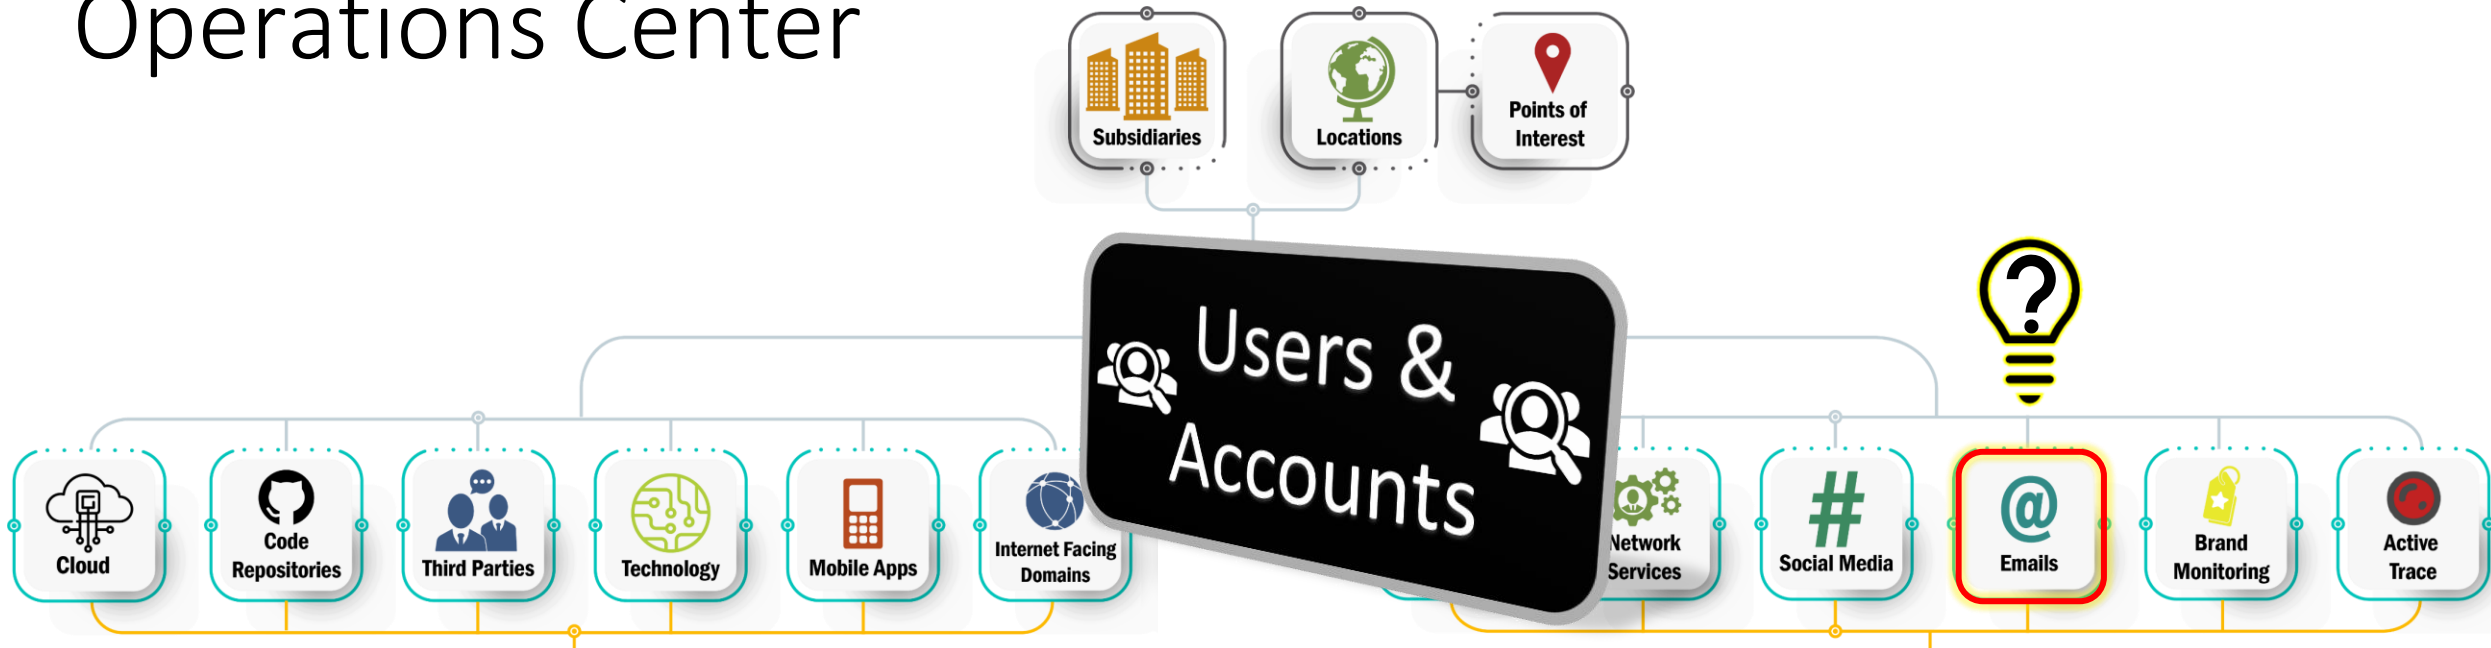 Operations Center
Subsidiaries
Locations
Points of
Interest
?
Users &
Accounts
Cloud
Code
Repositories
Third Parties
Technology
Mobile Apps
Internet Facing
Domains
Network
Services
#
Social Media
@
Emails
Brand
Monitoring
Active
Trace